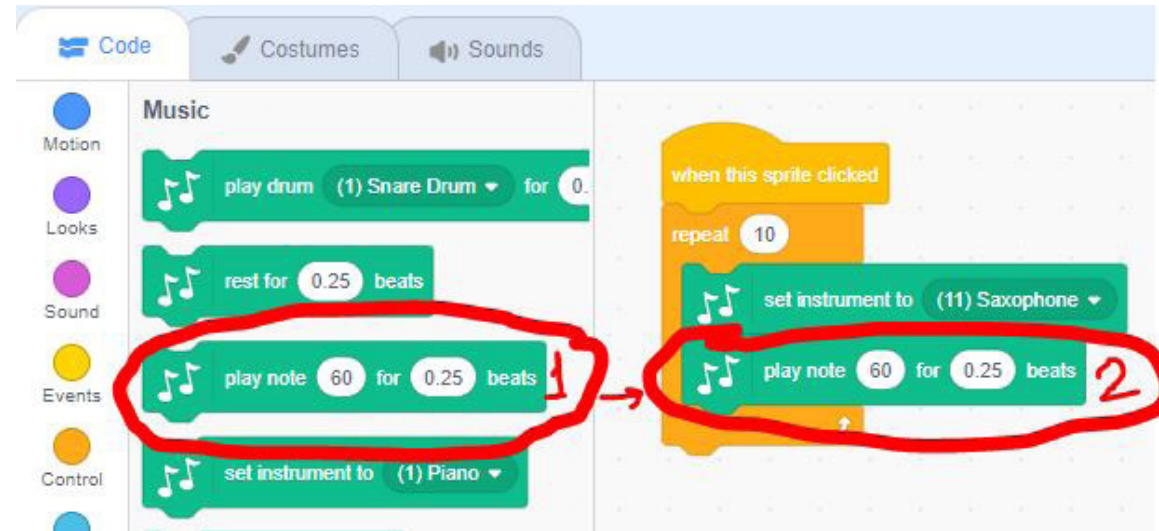 Code
Costumes
Sounds
Motion
Looks
Sound
Events
Control
Music
play drum (1) Snare Drum for 0.
rest for 0.25 beats
play note 60 for 0.25 beats 1
set instrument to (1) Piano
when this sprite clicked
repeat 10
set instrument to (11) Saxophone
play note 60 for 0.25 beats 2